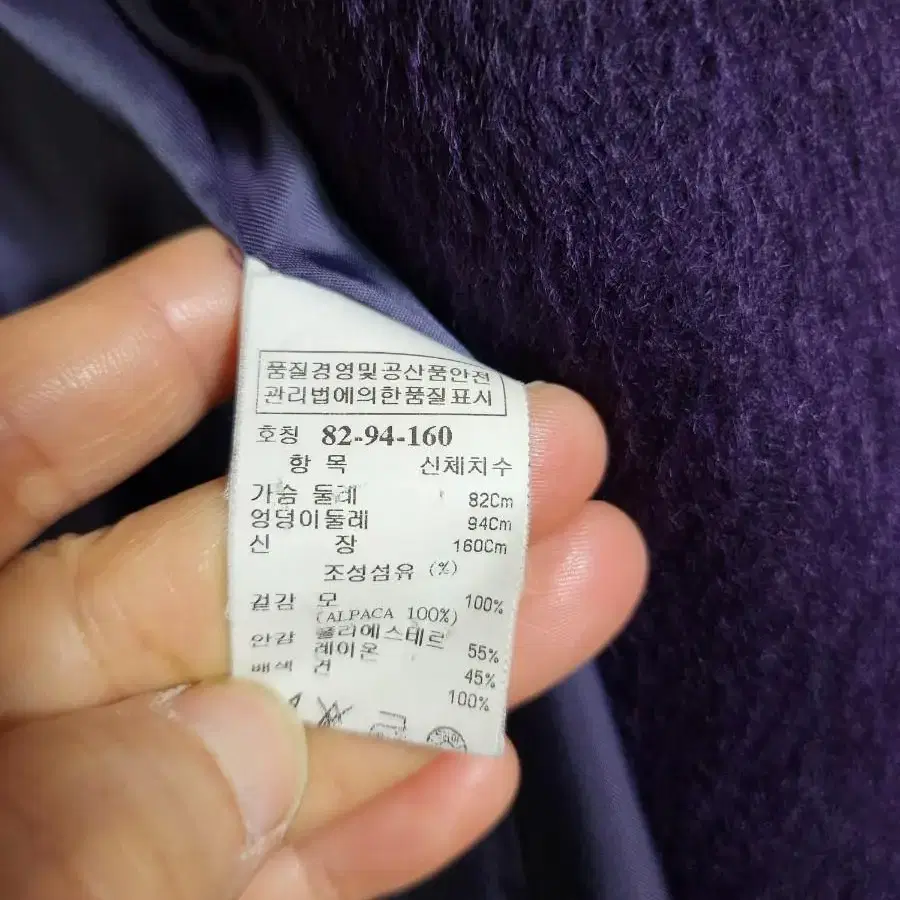 품질경영및공산품안전
관리법에의한품질표시
호칭 82-94-160
항 목 신체치수
가슴 둘레 82Cm
엉덩이둘레 94Cm
신 장 160Cm
조성섬유 (%)
겉감 모 100%
(ALPACA 100%)
안감 폴리에스테르 55%
레이온 45%
배색 견 100%